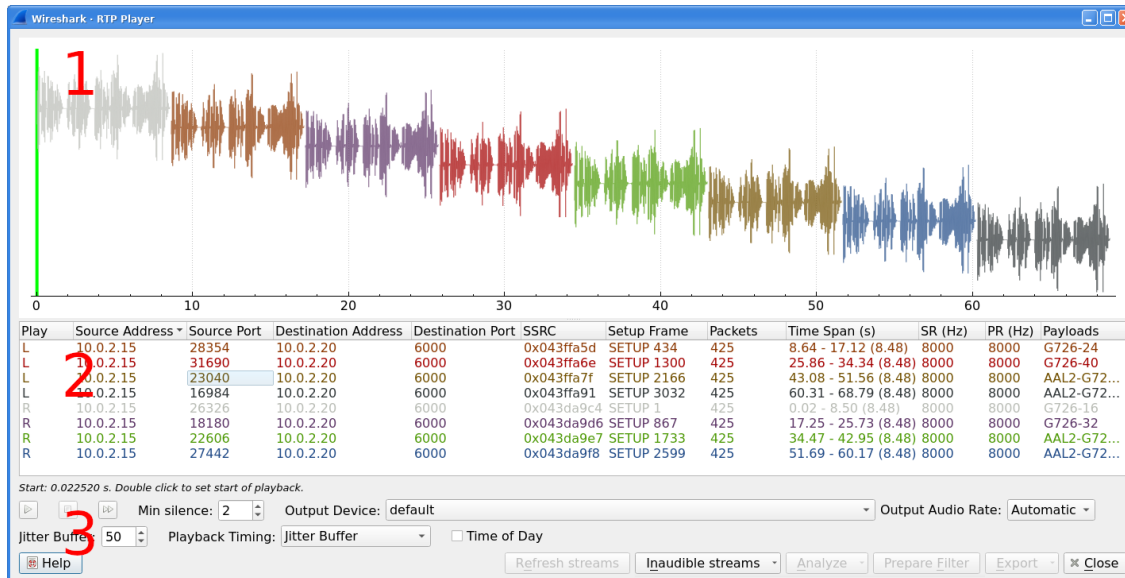 Wireshark · RTP Player
1
0 10 20 30 40 50 60
Play Source Address Source Port Destination Address Destination Port SSRC Setup Frame Packets Time Span (s) SR (Hz) PR (Hz) Payloads
L 10.0.2.15 28354 10.0.2.20 6000 0x043ffa5d SETUP 434 425 8.64 - 17.12 (8.48) 8000 8000 G726-24
L 10.0.2.15 31690 10.0.2.20 6000 0x043ffa6e SETUP 1300 425 25.86 - 34.34 (8.48) 8000 8000 G726-40
L 10.0.2.15 23040 10.0.2.20 6000 0x043ffa7f SETUP 2166 425 43.08 - 51.56 (8.48) 8000 8000 AAL2-G72...
L 10.0.2.15 16984 10.0.2.20 6000 0x043ffa91 SETUP 3032 425 60.31 - 68.79 (8.48) 8000 8000 AAL2-G72...
R 10.0.2.15 26326 10.0.2.20 6000 0x043da9c4 SETUP 1 425 0.02 - 8.50 (8.48) 8000 8000 G726-16
R 10.0.2.15 18180 10.0.2.20 6000 0x043da9d6 SETUP 867 425 17.25 - 25.73 (8.48) 8000 8000 G726-32
R 10.0.2.15 22606 10.0.2.20 6000 0x043da9e7 SETUP 1733 425 34.47 - 42.95 (8.48) 8000 8000 AAL2-G72...
R 10.0.2.15 27442 10.0.2.20 6000 0x043da9f8 SETUP 2599 425 51.69 - 60.17 (8.48) 8000 8000 AAL2-G72...
2
Start: 0.022520 s. Double click to set start of playback.
Min silence: 2 Output Device: default Output Audio Rate: Automatic
3
Jitter Buffer: 50 Playback Timing: Jitter Buffer Time of Day
Help Refresh streams Inaudible streams Analyze Prepare Filter Export Close